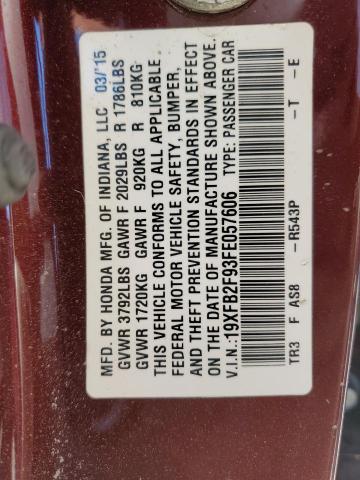 MFD. BY HONDA MFG. OF INDIANA, LLC 03/'15
GVWR 3792LBS GAWR F 2029LBS R 1786LBS
GVWR 1720KG GAWR F 920KG R 810KG
THIS VEHICLE CONFORMS TO ALL APPLICABLE
FEDERAL MOTOR VEHICLE SAFETY, BUMPER,
AND THEFT PREVENTION STANDARDS IN EFFECT
ON THE DATE OF MANUFACTURE SHOWN ABOVE.
V.I.N.: 19XFB2F93FE057606 TYPE: PASSENGER CAR
TR3 F AS8 -R543P -T -E